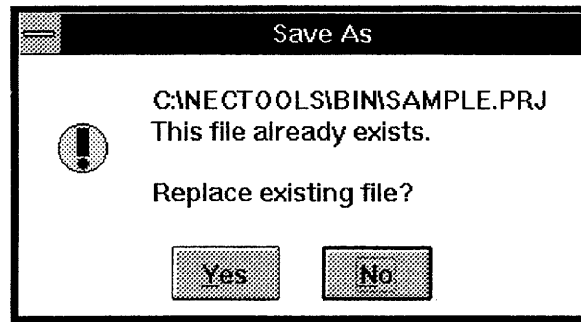 Save As
C:\NECTOOLS\BIN\SAMPLE.PRJ
This file already exists.
Replace existing file?
Yes
No